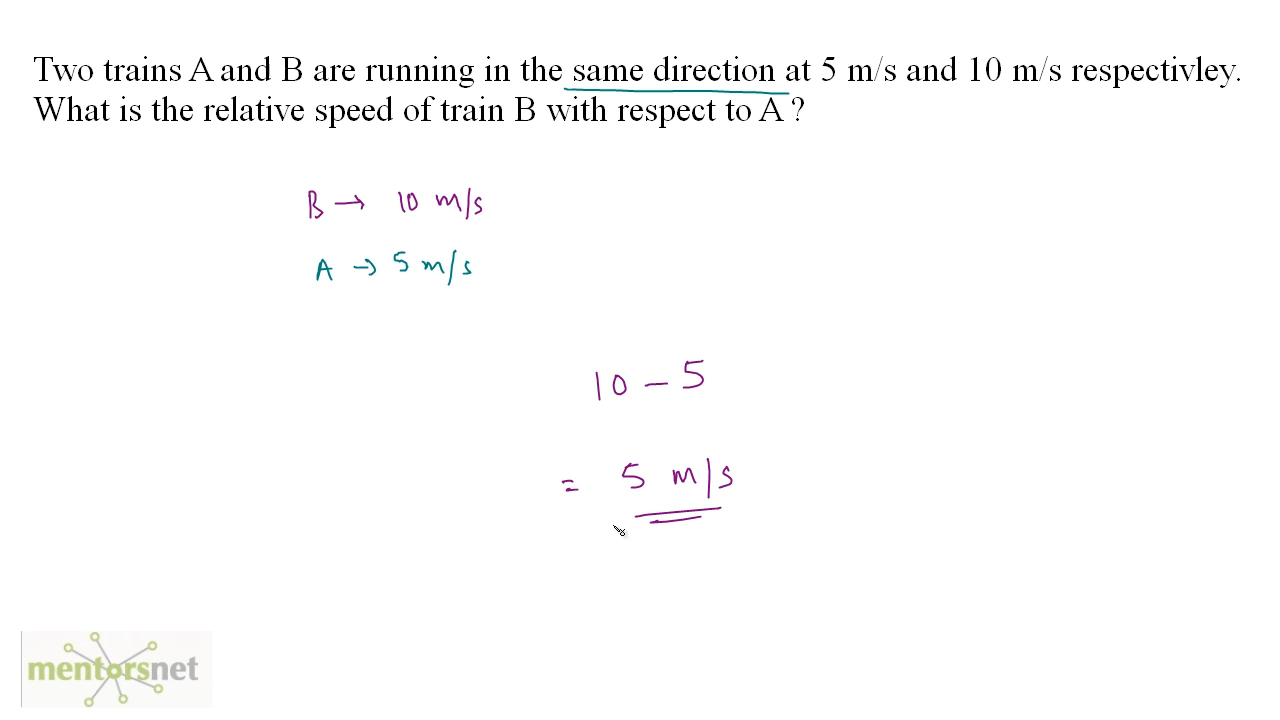 Two trains A and B are running in the same direction at 5 m/s and 10 m/s respectivley.
What is the relative speed of train B with respect to A ?
B → 10 m/s
A → 5 m/s
10 – 5
= 5 m/s
mentorsnet